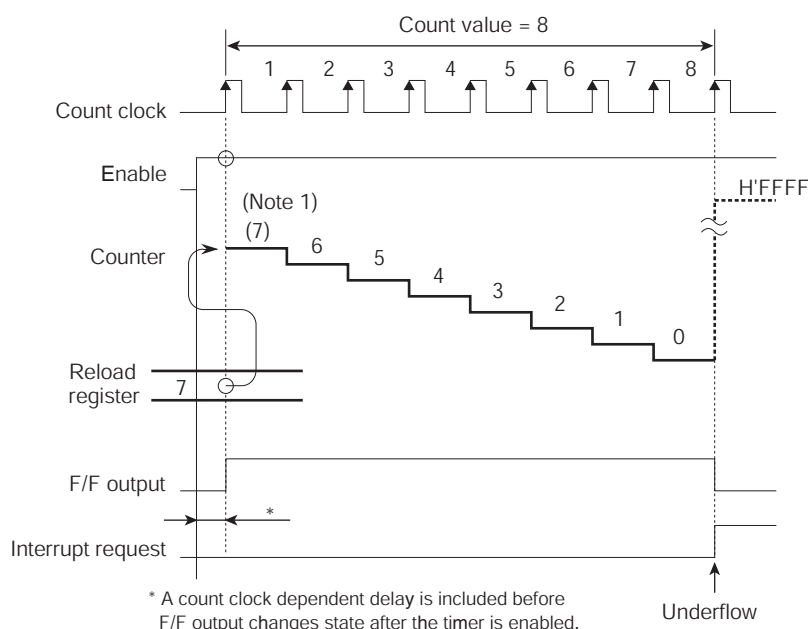 Count value = 8
1 2 3 4 5 6 7 8
Count clock
Enable
H'FFFF
(Note 1)
(7) 6 5 4 3 2 1 0
Counter
Reload
register 7
F/F output
*
Interrupt request
* A count clock dependent delay is included before
F/F output changes state after the timer is enabled.
Underflow